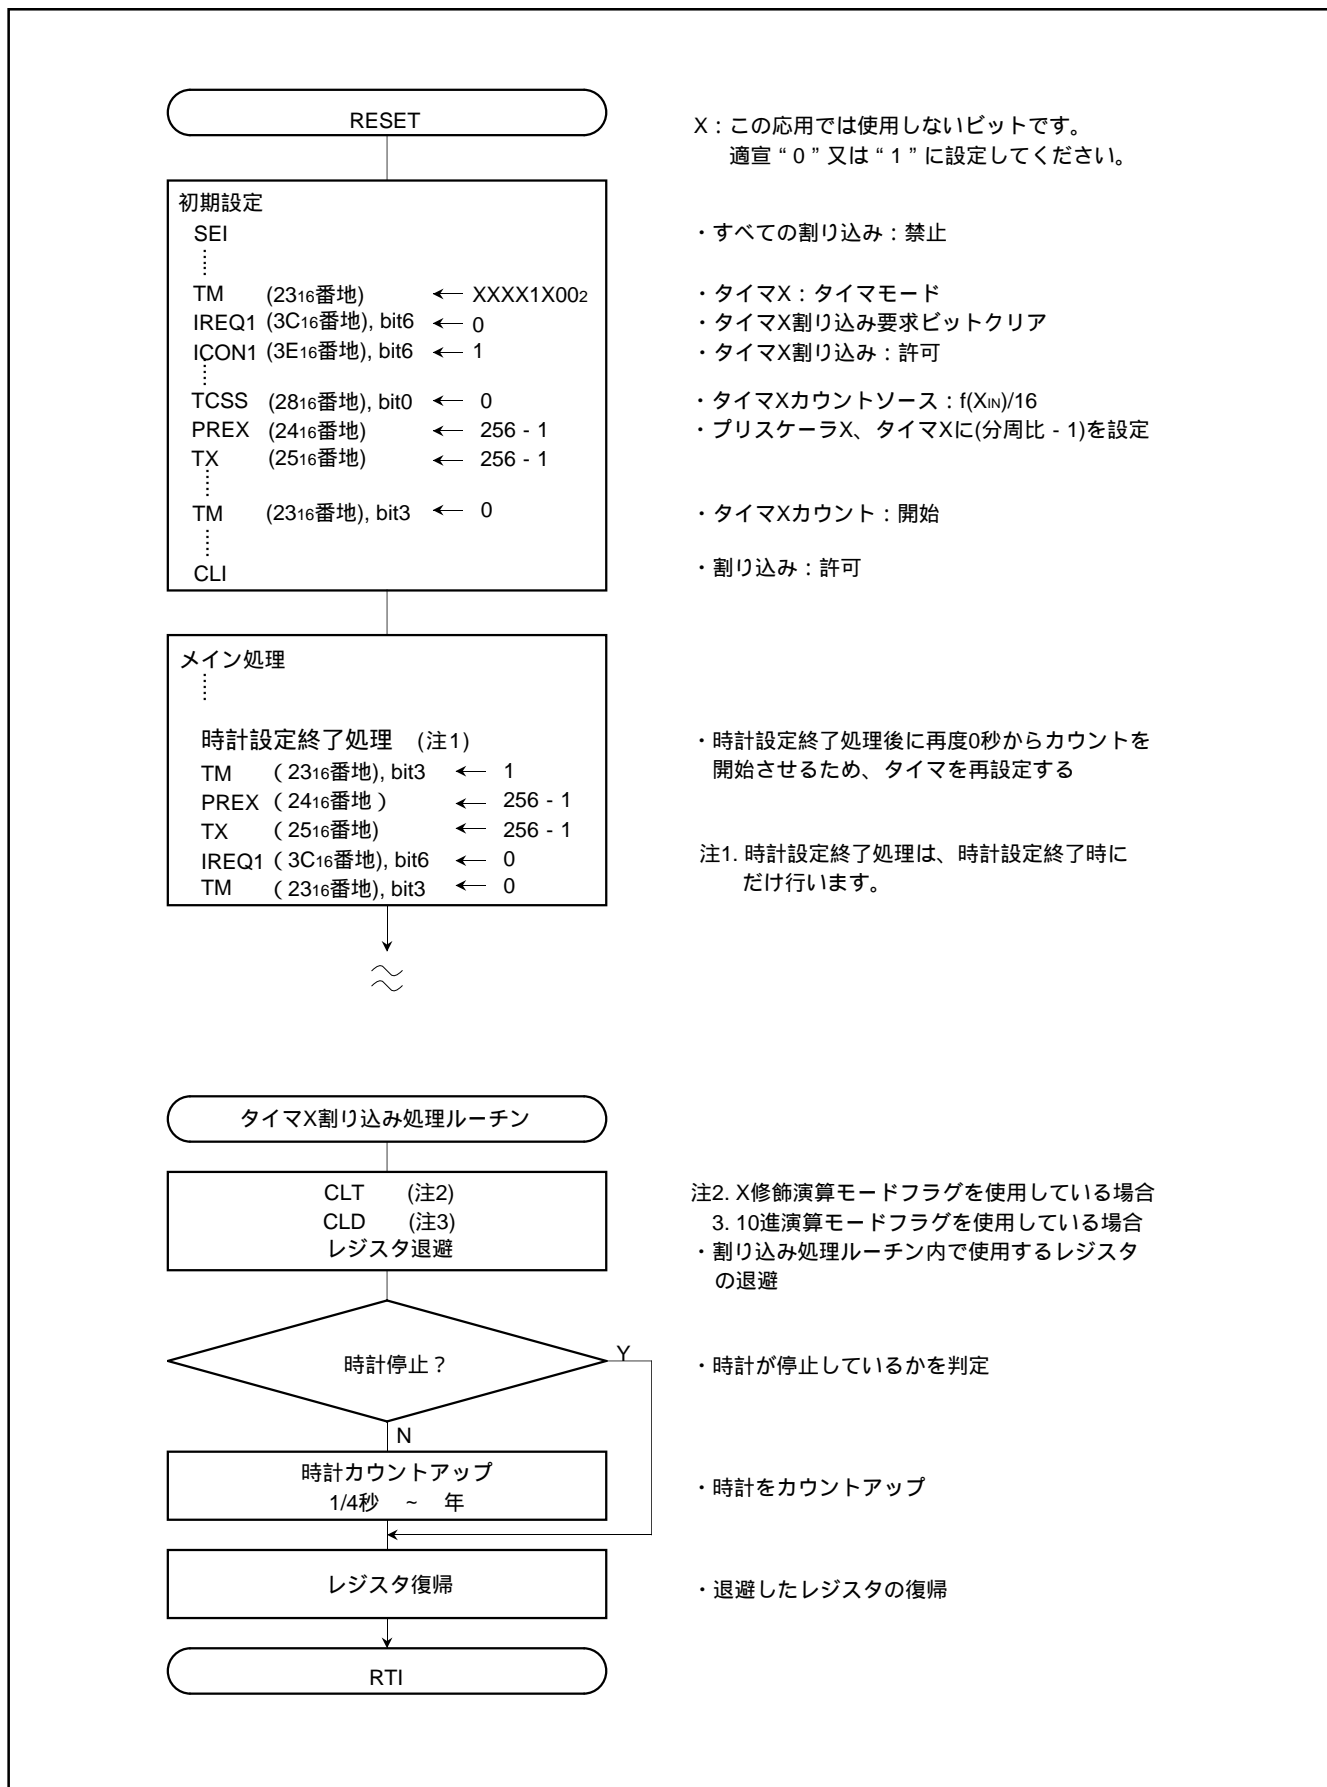 RESET
X：この応用では使用しないビットです。
適宣 “ 0 ” 又は “ 1 ” に設定してください。
初期設定
SEI
・すべての割り込み：禁止
TM (2316番地) ← XXXX1X002
・タイマX：タイマモード
IREQ1 (3C16番地), bit6 ← 0
・タイマX割り込み要求ビットクリア
ICON1 (3E16番地), bit6 ← 1
・タイマX割り込み：許可
TCSS (2816番地), bit0 ← 0
・タイマXカウントソース：f(XIN)/16
PREX (2416番地) ← 256 - 1
・プリスケーラX、タイマXに(分周比 - 1)を設定
TX (2516番地) ← 256 - 1
TM (2316番地), bit3 ← 0
・タイマXカウント：開始
CLI
・割り込み：許可
メイン処理
時計設定終了処理 (注1)
・時計設定終了処理後に再度0秒からカウントを
開始させるため、タイマを再設定する
TM （2316番地), bit3 ← 1
PREX （2416番地） ← 256 - 1
TX （2516番地) ← 256 - 1
IREQ1（3C16番地), bit6 ← 0
TM （2316番地), bit3 ← 0
注1. 時計設定終了処理は、時計設定終了時に
だけ行います。
タイマX割り込み処理ルーチン
CLT (注2)
CLD (注3)
レジスタ退避
注2. X修飾演算モードフラグを使用している場合
3. 10進演算モードフラグを使用している場合
・割り込み処理ルーチン内で使用するレジスタ
の退避
時計停止？
Y
・時計が停止しているかを判定
N
時計カウントアップ
1/4秒 ~ 年
・時計をカウントアップ
レジスタ復帰
・退避したレジスタの復帰
RTI